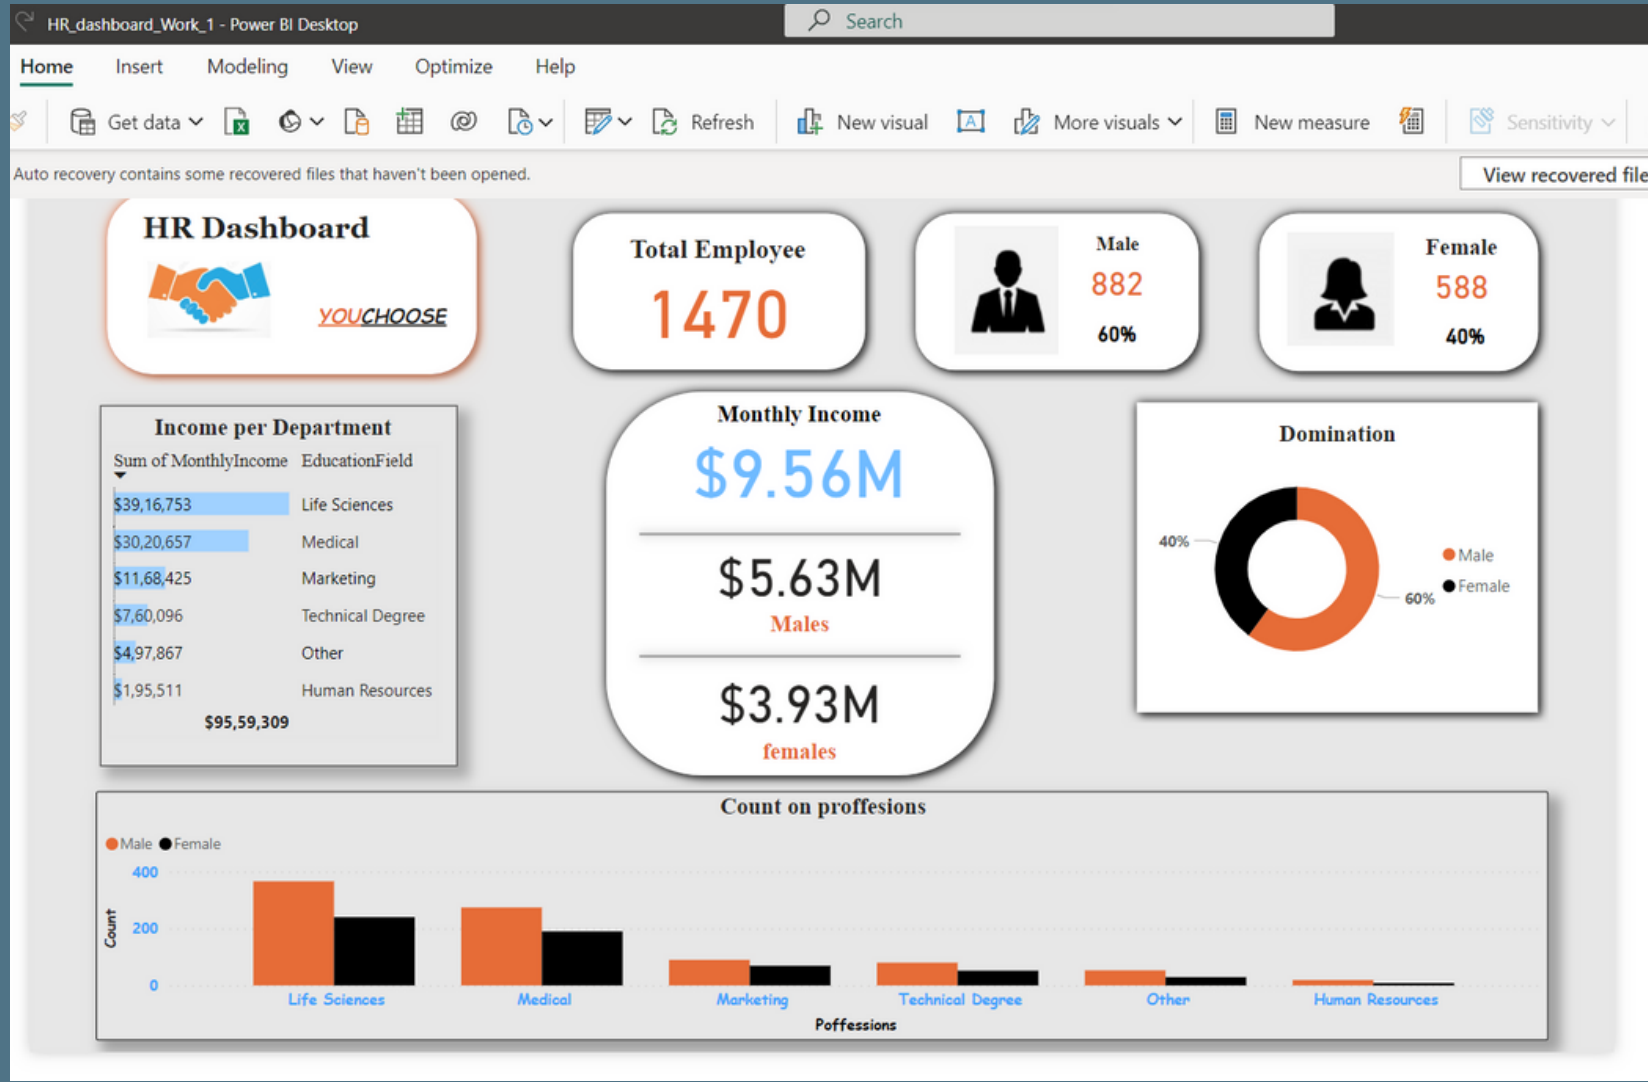 HR_dashboard_Work_1 - Power BI Desktop
Search
Home Insert Modeling View Optimize Help
Get data Refresh New visual More visuals New measure Sensitivity
Auto recovery contains some recovered files that haven't been opened.
View recovered file
HR Dashboard
YOUCHOOSE
Total Employee
1470
Male
882
60%
Female
588
40%
Income per Department
Sum of MonthlyIncome EducationField
$39,16,753 Life Sciences
$30,20,657 Medical
$11,68,425 Marketing
$7,60,096 Technical Degree
$4,97,867 Other
$1,95,511 Human Resources
$95,59,309
Monthly Income
$9.56M
$5.63M
Males
$3.93M
females
Domination
40%
60%
Male
Female
Count on proffesions
Male Female
400
200
0
Count
Life Sciences Medical Marketing Technical Degree Other Human Resources
Poffessions